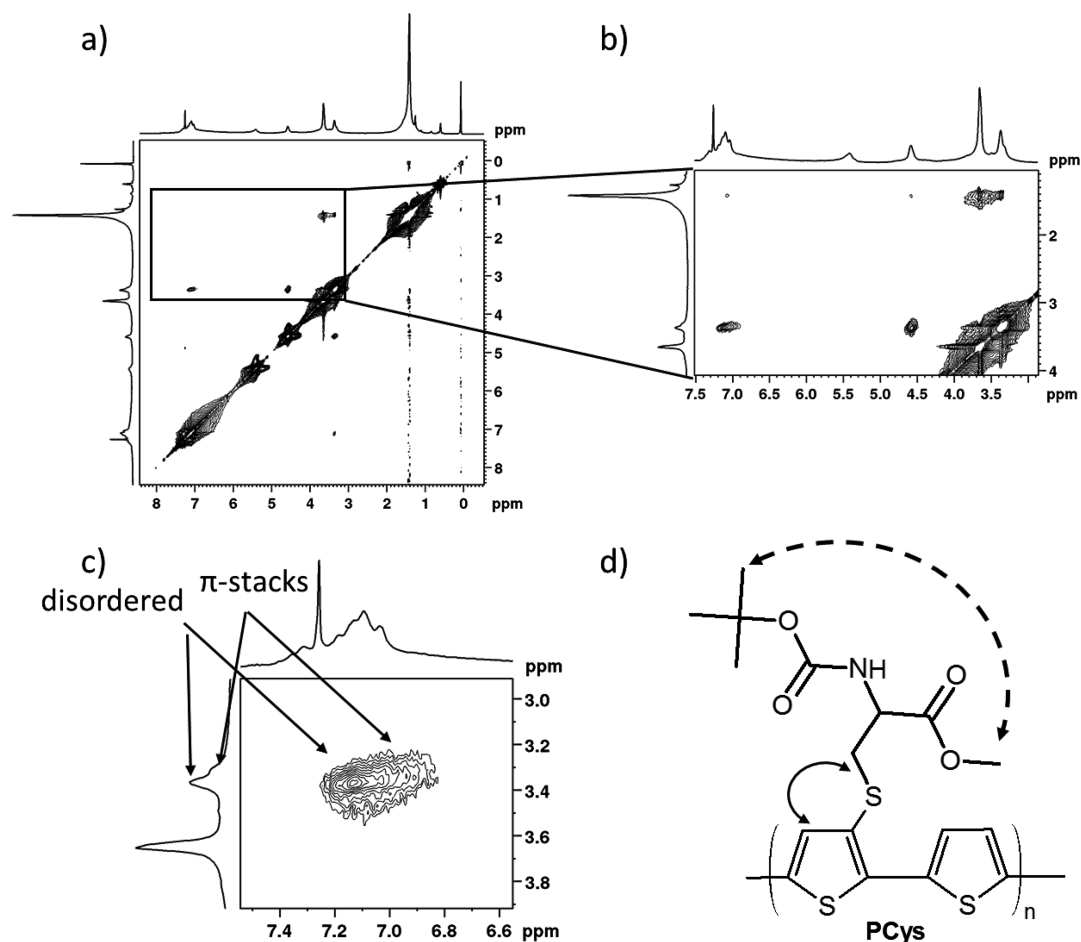 a)
ppm
0
1
2
3
4
5
6
7
8
8 7 6 5 4 3 2 1 0 ppm
b)
ppm
2
3
4
7.5 7.0 6.5 6.0 5.5 5.0 4.5 4.0 3.5 ppm
c)
π-stacks
disordered
ppm
3.0
3.2
3.4
3.6
3.8
7.4 7.2 7.0 6.8 6.6 ppm
d)
O
O NH O
O
S
S S n
PCys